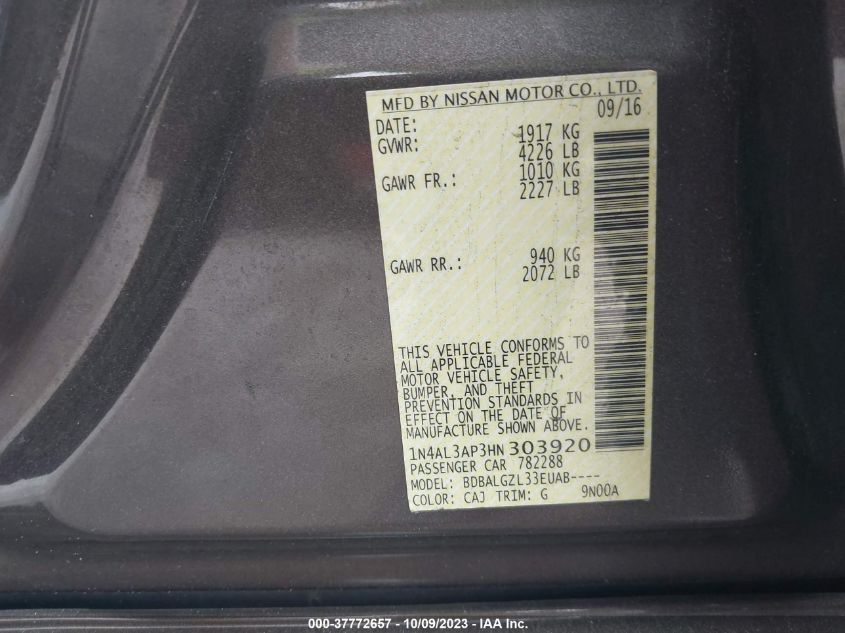 MFD BY NISSAN MOTOR CO., LTD.
DATE: 09/16
GVWR: 1917 KG
4226 LB
GAWR FR.: 1010 KG
2227 LB
GAWR RR.: 940 KG
2072 LB
THIS VEHICLE CONFORMS TO
ALL APPLICABLE FEDERAL
MOTOR VEHICLE SAFETY,
BUMPER, AND THEFT
PREVENTION STANDARDS IN
EFFECT ON THE DATE OF
MANUFACTURE SHOWN ABOVE.
1N4AL3AP3HN 303920
PASSENGER CAR 782288
MODEL: BDBALGZL33EUAB----
COLOR: CAJ TRIM: G 9N00A
000-37772657 - 10/09/2023 - IAA Inc.